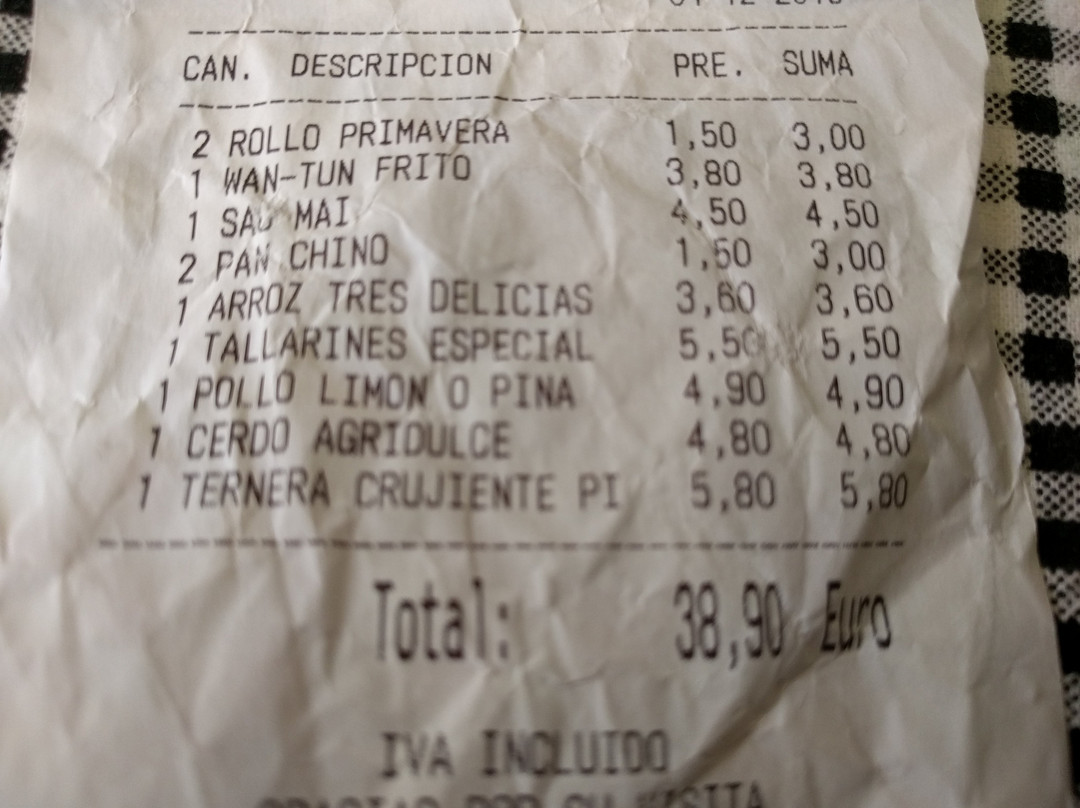 CAN. DESCRIPCION PRE. SUMA
2 ROLLO PRIMAVERA 1,50 3,00
1 WAN-TUN FRITO 3,80 3,80
1 SAO MAI 4,50 4,50
2 PAN CHINO 1,50 3,00
1 ARROZ TRES DELICIAS 3,60 3,60
1 TALLARINES ESPECIAL 5,50 5,50
1 POLLO LIMON O PINA 4,90 4,90
1 CERDO AGRIDULCE 4,80 4,80
1 TERNERA CRUJIENTE PI 5,80 5,80
Total: 38,90 Euro
IVA INCLUIDO
GRACIAS POR SU VISITA